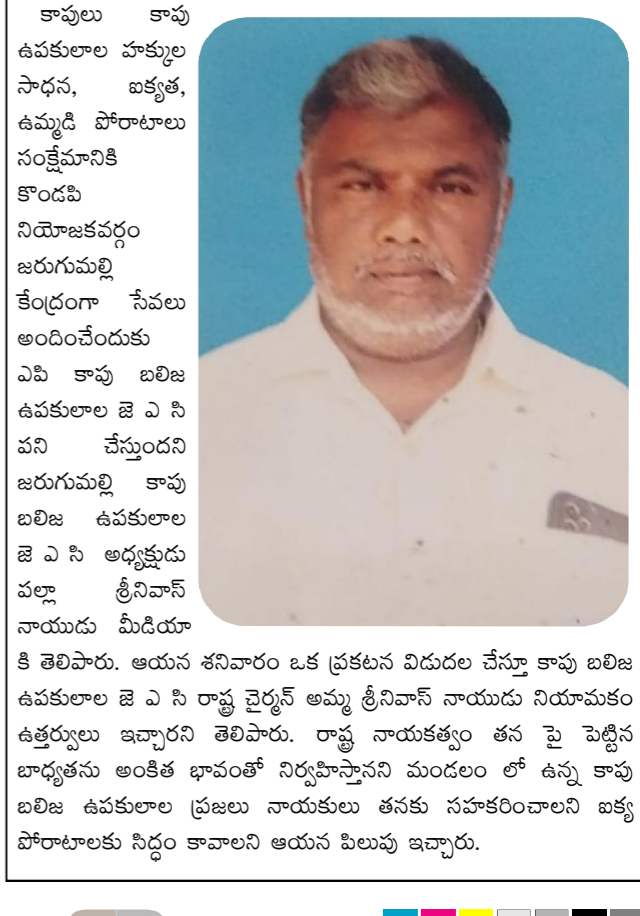 కాపులు కాపు
ఉపకులాల హక్కుల
సాధన, ఐక్యత,
ఉమ్మడి పోరాటాలు
సంక్షేమానికి
కొండపి
నియోజకవర్గం
జరుగుమల్లి
కేంద్రంగా సేవలు
అందించేందుకు
ఎపి కాపు బలిజ
ఉపకులాల జె ఎ సి
పని చేస్తుందని
జరుగుమల్లి కాపు
బలిజ ఉపకులాల
జె ఎ సి అధ్యక్షుడు
పల్లా శ్రీనివాస్
నాయుడు మీడియా
కి తెలిపారు. ఆయన శనివారం ఒక ప్రకటన విడుదల చేస్తూ కాపు బలిజ
ఉపకులాల జె ఎ సి రాష్ట్ర చైర్మన్ అమ్మ శ్రీనివాస్ నాయుడు నియామకం
ఉత్తర్వులు ఇచ్చారని తెలిపారు. రాష్ట్ర నాయకత్వం తన పై పెట్టిన
బాధ్యతను అంకిత భావంతో నిర్వహిస్తానని మండలం లో ఉన్న కాపు
బలిజ ఉపకులాల ప్రజలు నాయకులు తనకు సహకరించాలని ఐక్య
పోరాటాలకు సిద్ధం కావాలని ఆయన పిలుపు ఇచ్చారు.